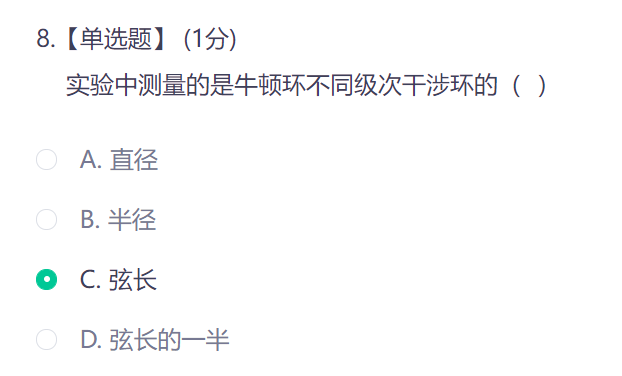 8.【单选题】 (1分)
实验中测量的是牛顿环不同级次干涉环的（ ）
A. 直径
B. 半径
C. 弦长
D. 弦长的一半